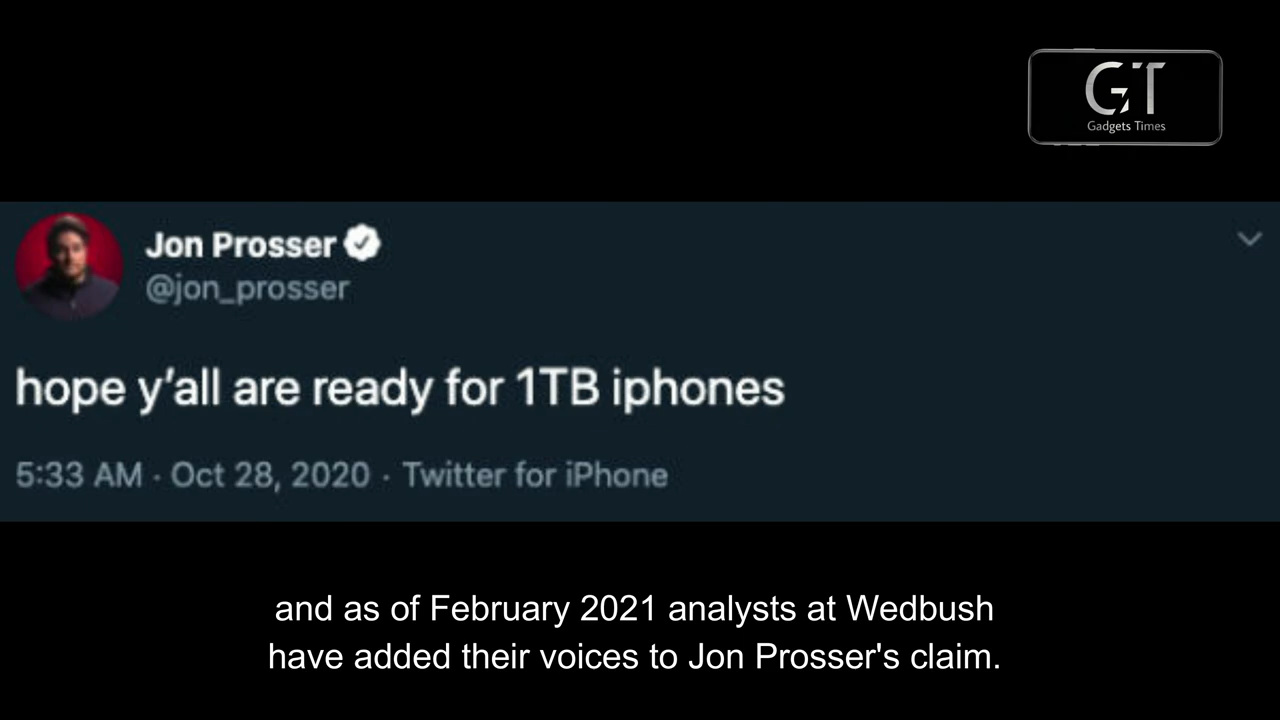 GT
Gadgets Times
Jon Prosser
@jon_prosser
hope y'all are ready for 1TB iphones
5:33 AM · Oct 28, 2020 · Twitter for iPhone
and as of February 2021 analysts at Wedbush
have added their voices to Jon Prosser's claim.